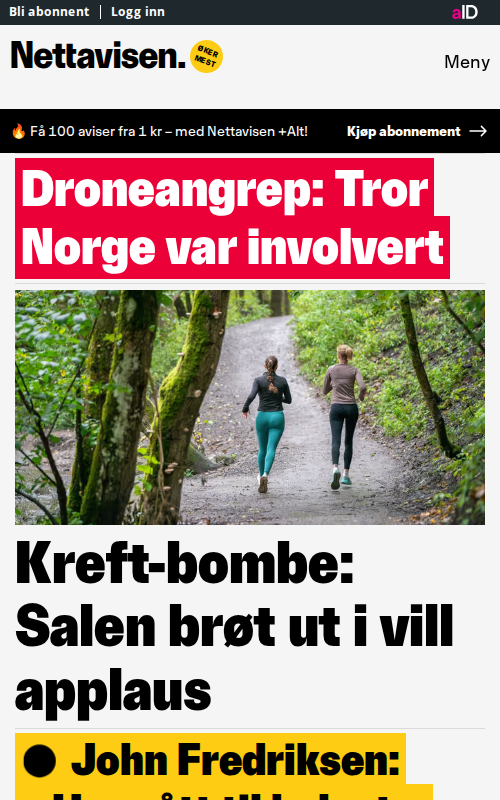 Bli abonnent | Logg inn
aID
Nettavisen.
ØKER
MEST
Meny
Få 100 aviser fra 1 kr – med Nettavisen +Alt!
Kjøp abonnement
Droneangrep: Tror
Norge var involvert
Kreft-bombe:
Salen brøt ut i vill
applaus
John Fredriksen: